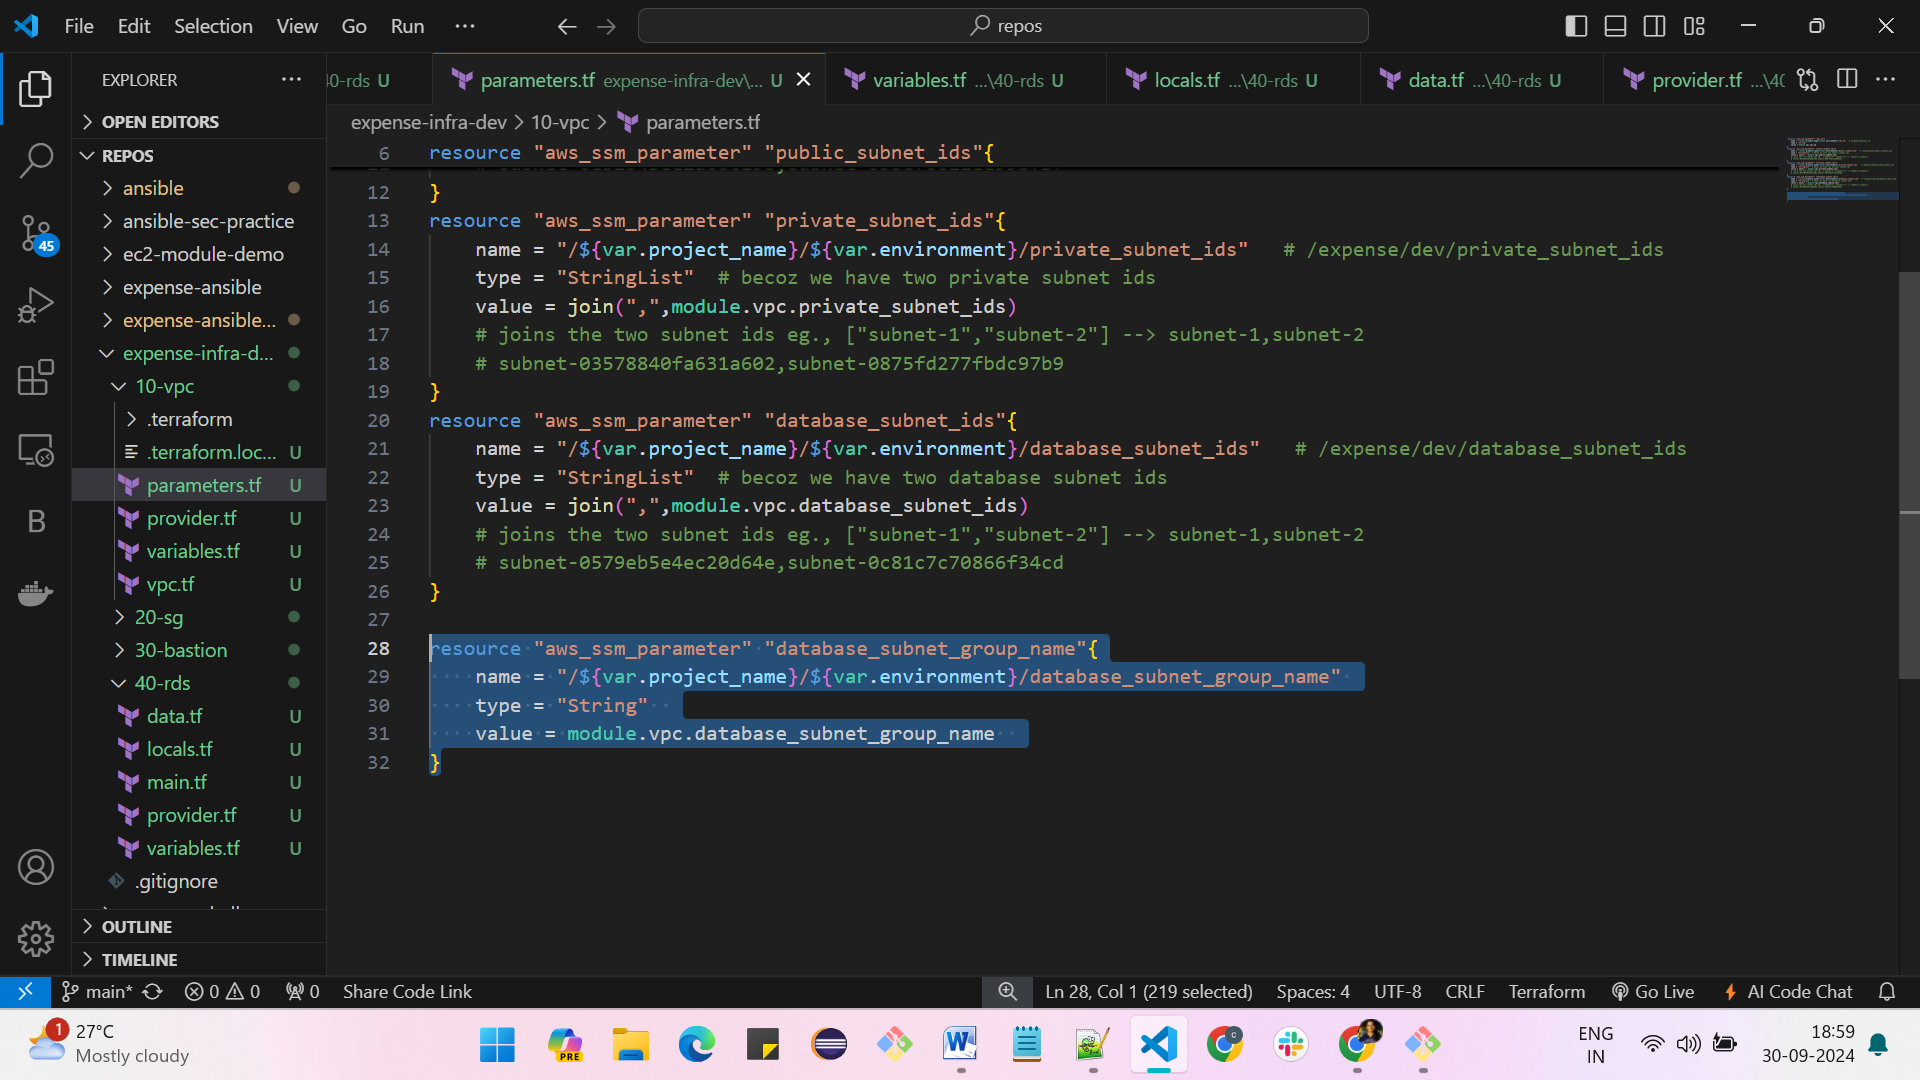 File Edit Selection View Go Run ··· repos
EXPLORER
OPEN EDITORS
REPOS
ansible
ansible-sec-practice
ec2-module-demo
expense-ansible
expense-ansible...
expense-infra-d...
10-vpc
.terraform
.terraform.loc... U
parameters.tf U
provider.tf U
variables.tf U
vpc.tf U
20-sg
30-bastion
40-rds
data.tf U
locals.tf U
main.tf U
provider.tf U
variables.tf U
.gitignore
OUTLINE
TIMELINE
45
B
40-rds U parameters.tf expense-infra-dev\... U variables.tf ...\40-rds U locals.tf ...\40-rds U data.tf ...\40-rds U provider.tf ...\40
expense-infra-dev > 10-vpc > parameters.tf
6 resource "aws_ssm_parameter" "public_subnet_ids"{
12 }
13 resource "aws_ssm_parameter" "private_subnet_ids"{
14 name = "/${var.project_name}/${var.environment}/private_subnet_ids" # /expense/dev/private_subnet_ids
15 type = "StringList" # becoz we have two private subnet ids
16 value = join(",",module.vpc.private_subnet_ids)
17 # joins the two subnet ids eg., ["subnet-1","subnet-2"] --> subnet-1,subnet-2
18 # subnet-03578840fa631a602,subnet-0875fd277fbdc97b9
19 }
20 resource "aws_ssm_parameter" "database_subnet_ids"{
21 name = "/${var.project_name}/${var.environment}/database_subnet_ids" # /expense/dev/database_subnet_ids
22 type = "StringList" # becoz we have two database subnet ids
23 value = join(",",module.vpc.database_subnet_ids)
24 # joins the two subnet ids eg., ["subnet-1","subnet-2"] --> subnet-1,subnet-2
25 # subnet-0579eb5e4ec20d64e,subnet-0c81c7c70866f34cd
26 }
27
28 resource "aws_ssm_parameter" "database_subnet_group_name"{
29 name = "/${var.project_name}/${var.environment}/database_subnet_group_name"
30 type = "String"
31 value = module.vpc.database_subnet_group_name
32 }
main* 0 0 0 Share Code Link Ln 28, Col 1 (219 selected) Spaces: 4 UTF-8 CRLF Terraform Go Live AI Code Chat
1 27°C
Mostly cloudy
PRE
ENG
IN
18:59
30-09-2024